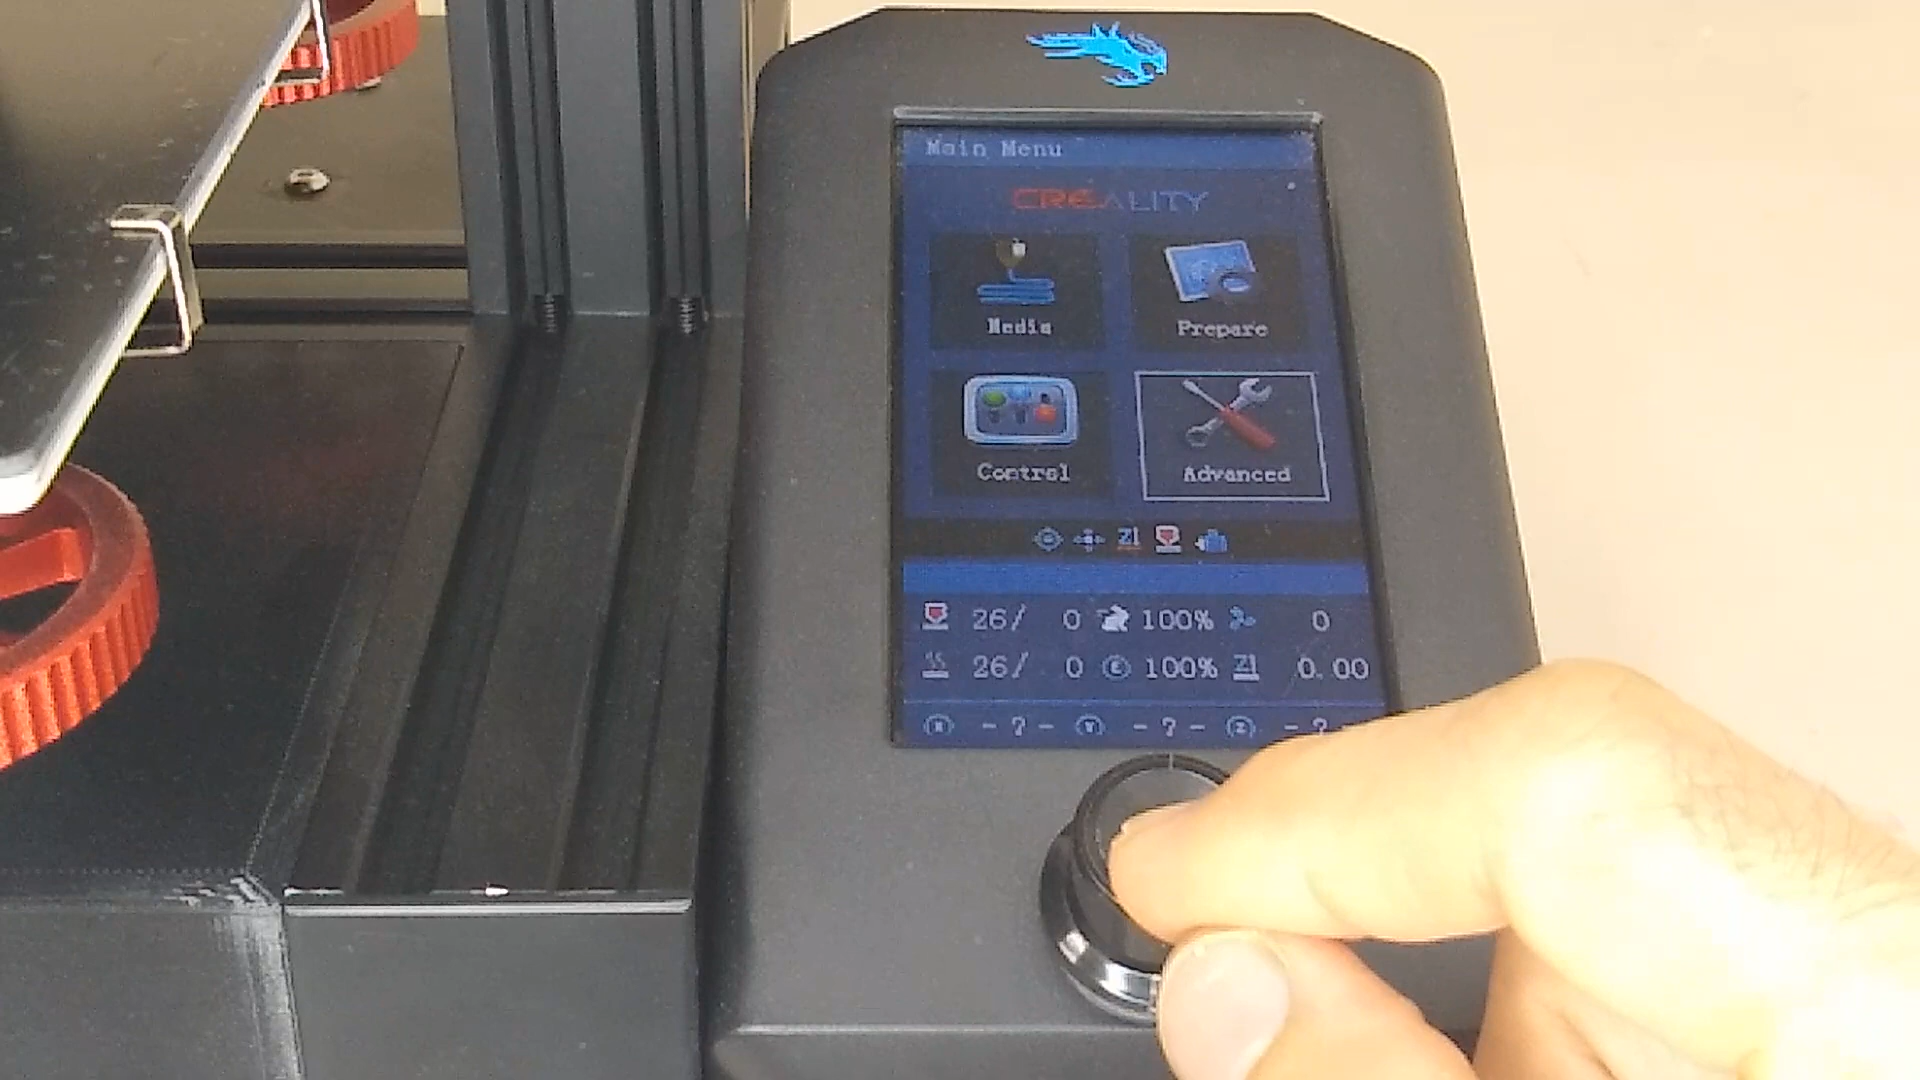 Main Menu
CREALITY
Media
Prepare
Control
Advanced
26/ 0 100% 0
26/ 0 E 100% Z 0.00
X -?- Y -?- Z -?-